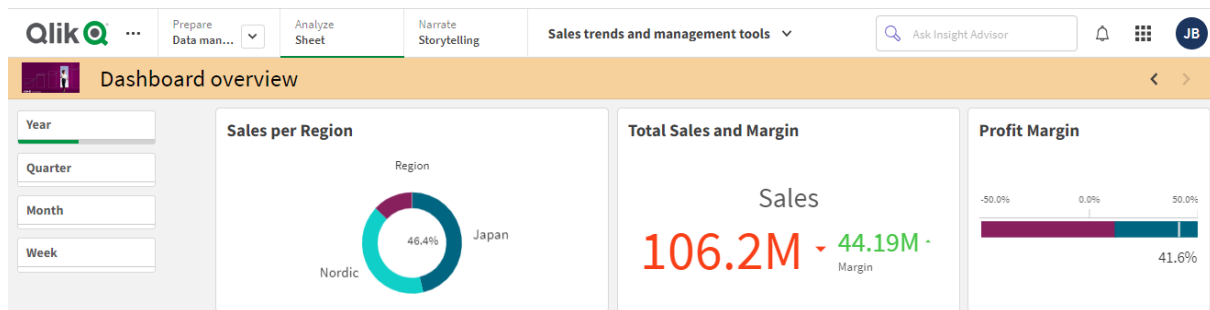 Qlik
...
Prepare
Data man...
Analyze
Sheet
Narrate
Storytelling
Sales trends and management tools
Ask Insight Advisor
JB
Dashboard overview
Year
Quarter
Month
Week
Sales per Region
Region
46.4%
Japan
Nordic
Total Sales and Margin
Sales
106.2M
44.19M
Margin
Profit Margin
-50.0% 0.0% 50.0%
41.6%